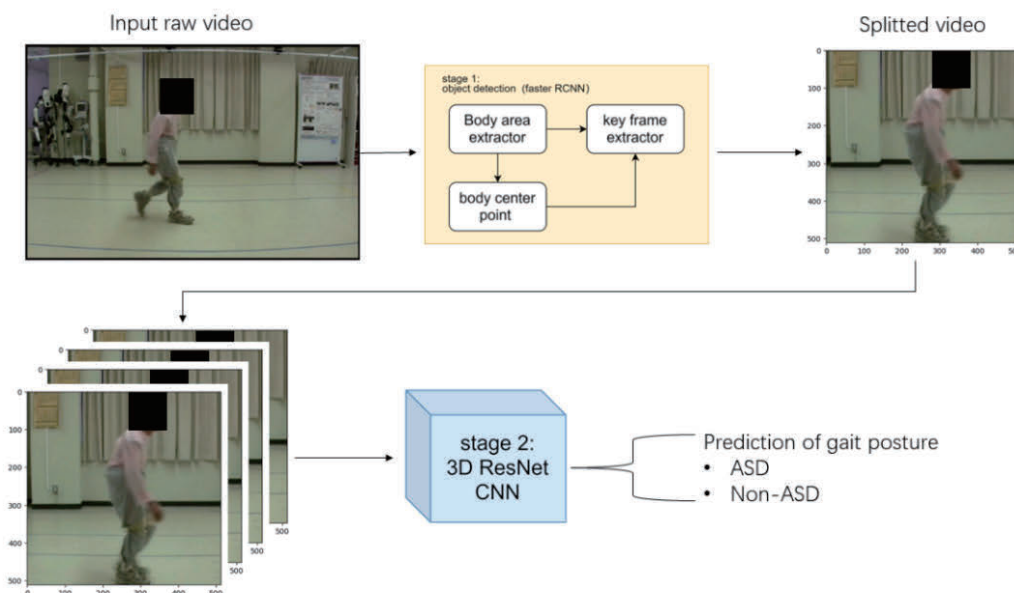 Input raw video
Splitted video
stage 1:
object detection (faster RCNN)
Body area
extractor
key frame
extractor
body center
point
0
100
200
300
400
500
0
100
200
300
400
500
0
0
0
0
100
200
300
400
500
0
100
200
300
400
500
500
500
500
stage 2:
3D ResNet
CNN
Prediction of gait posture
• ASD
• Non-ASD